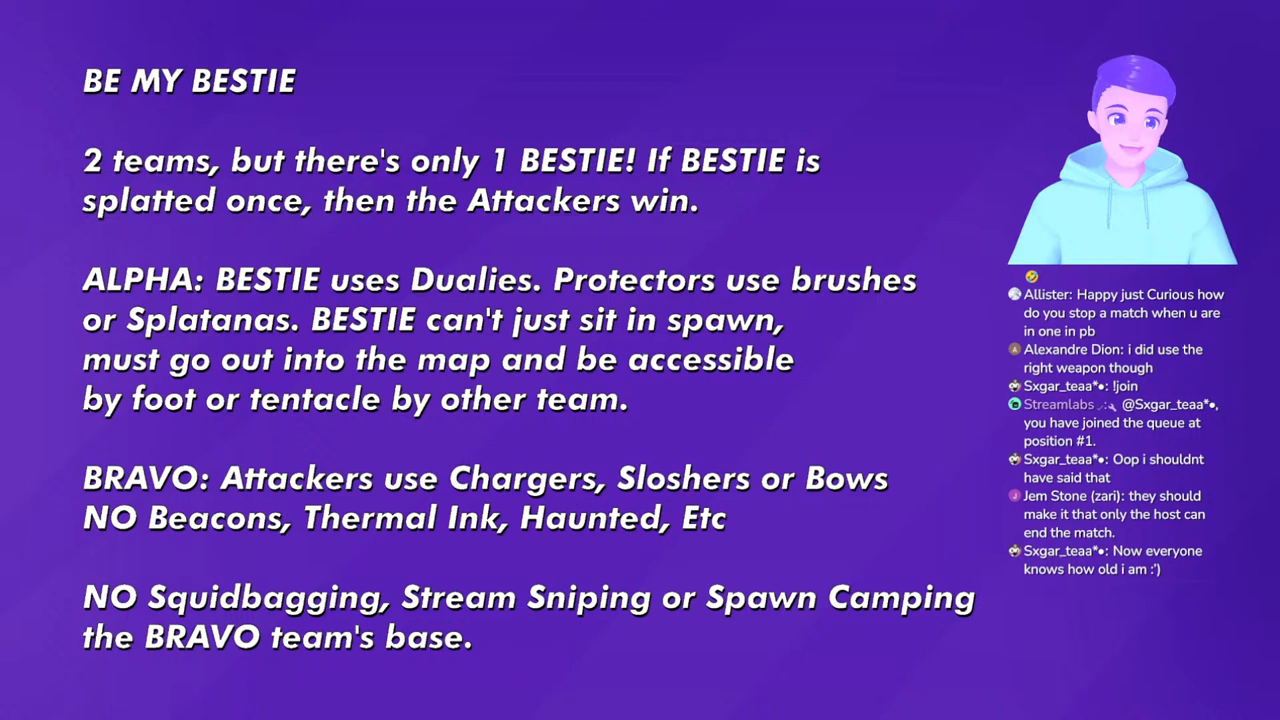 BE MY BESTIE
2 teams, but there's only 1 BESTIE! If BESTIE is
splatted once, then the Attackers win.
ALPHA: BESTIE uses Dualies. Protectors use brushes
or Splatanas. BESTIE can't just sit in spawn,
must go out into the map and be accessible
by foot or tentacle by other team.
BRAVO: Attackers use Chargers, Sloshers or Bows
NO Beacons, Thermal Ink, Haunted, Etc
NO Squidbagging, Stream Sniping or Spawn Camping
the BRAVO team's base.
🤣
Allister: Happy just Curious how
do you stop a match when u are
in one in pb
A Alexandre Dion: i did use the
right weapon though
Sxgar_teaa*•: !join
Streamlabs @Sxgar_teaa*•,
you have joined the queue at
position #1.
Sxgar_teaa*•: Oop i shouldnt
have said that
J Jem Stone (zari): they should
make it that only the host can
end the match.
Sxgar_teaa*•: Now everyone
knows how old i am :')